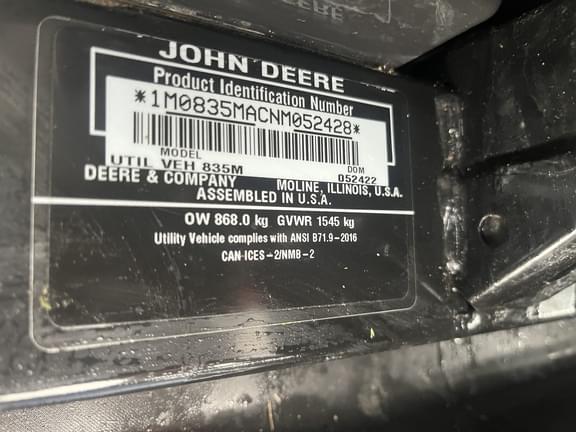 JOHN DEERE
Product Identification Number
*1M0835MACNM052428*
MODEL
UTIL VEH 835M
DOM
052422
DEERE & COMPANY MOLINE, ILLINOIS, U.S.A.
ASSEMBLED IN U.S.A.
OW 868.0 kg GVWR 1545 kg
Utility Vehicle complies with ANSI B71.9-2016
CAN ICES-2/NMB-2